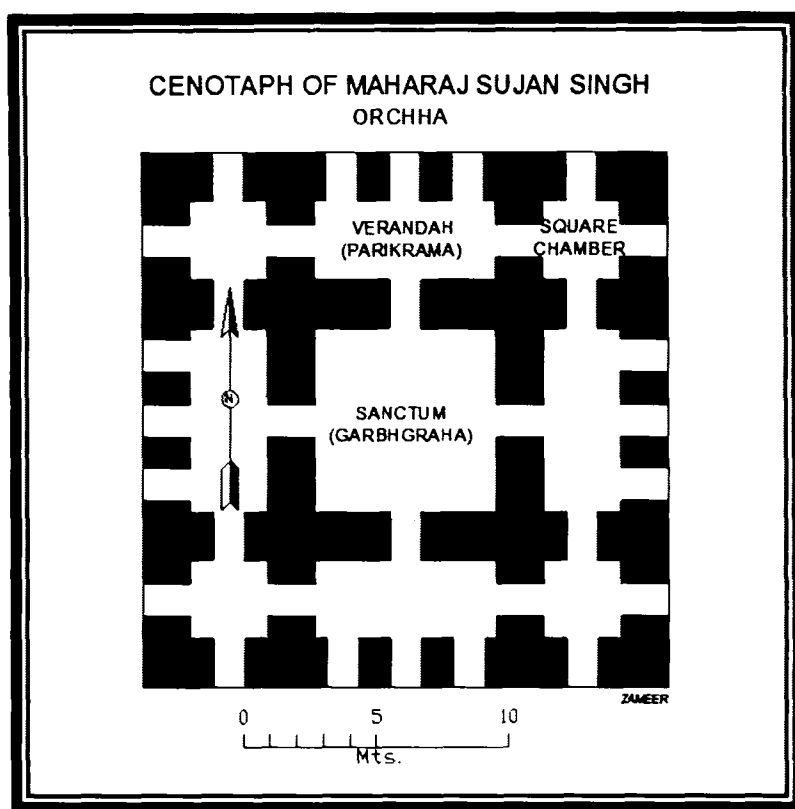 CENOTAPH OF MAHARAJ SUJAN SINGH
ORCHHA
VERANDAH
(PARIKRAMA)
SQUARE
CHAMBER
N
SANCTUM
(GARBHGRAHA)
ZAMEER
0 5 10
Mts.